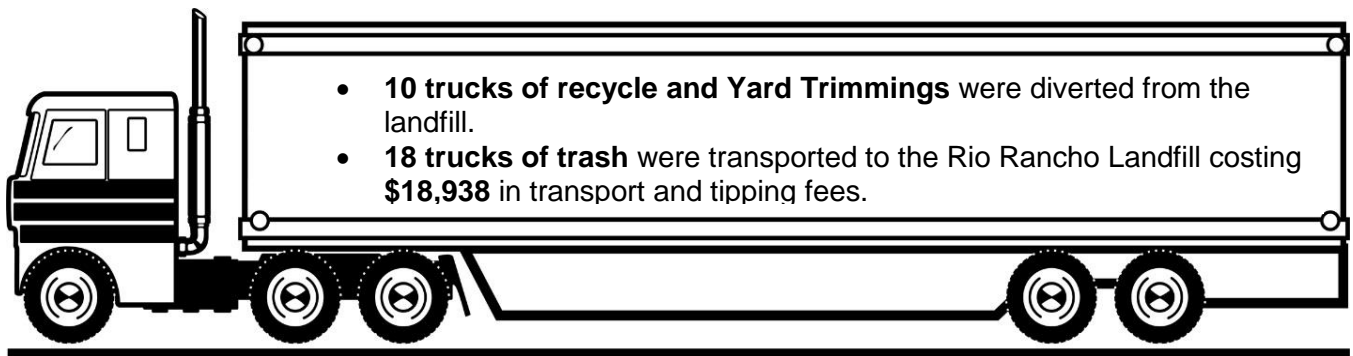 • 10 trucks of recycle and Yard Trimmings were diverted from the
landfill.
• 18 trucks of trash were transported to the Rio Rancho Landfill costing
$18,938 in transport and tipping fees.